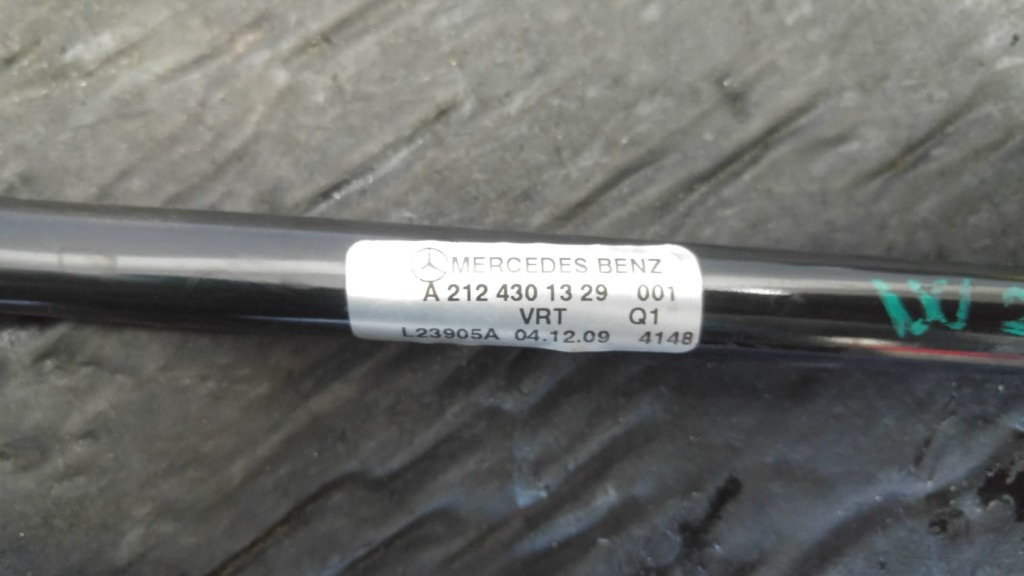 MERCEDES BENZ
A 212 430 13 29 001
VRT Q1
L23905A 04.12.09 4148